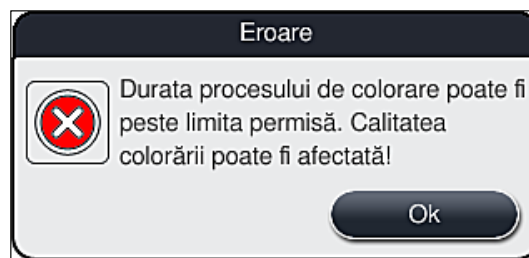 Eroare
Durata procesului de colorare poate fi
peste limita permisă. Calitatea
colorării poate fi afectată!
Ok